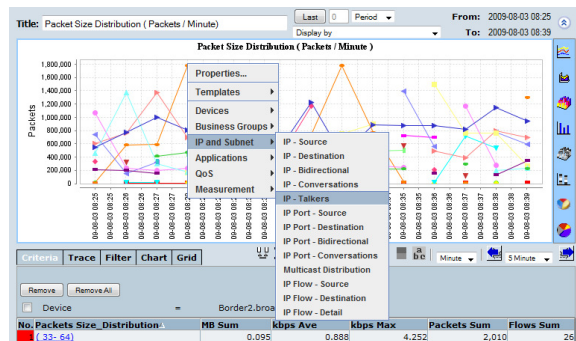 Title: Packet Size Distribution ( Packets / Minute)
Last 0 Period
Display by
From: 2009-08-03 08:25
To: 2009-08-03 08:39
Packet Size Distribution ( Packets / Minute )
Packets
1,800,000
1,600,000
1,400,000
1,200,000
1,000,000
800,000
600,000
400,000
200,000
0
Properties...
Templates
Devices
Business Groups
IP and Subnet
Applications
QoS
Measurement
IP - Source
IP - Destination
IP - Bidirectional
IP - Conversations
IP - Talkers
IP Port - Source
IP Port - Destination
IP Port - Bidirectional
IP Port - Conversations
Multicast Distribution
IP Flow - Source
IP Flow - Destination
IP Flow - Detail
Criteria Trace Filter Chart Grid
a
be
Minute
5 Minute
Remove Remove All
Device = Border2.broa
No. Packets Size_Distribution MB Sum kbps Ave kbps Max Packets Sum Flows Sum
( 33- 64) 0.095 0.888 4.252 2,010 26